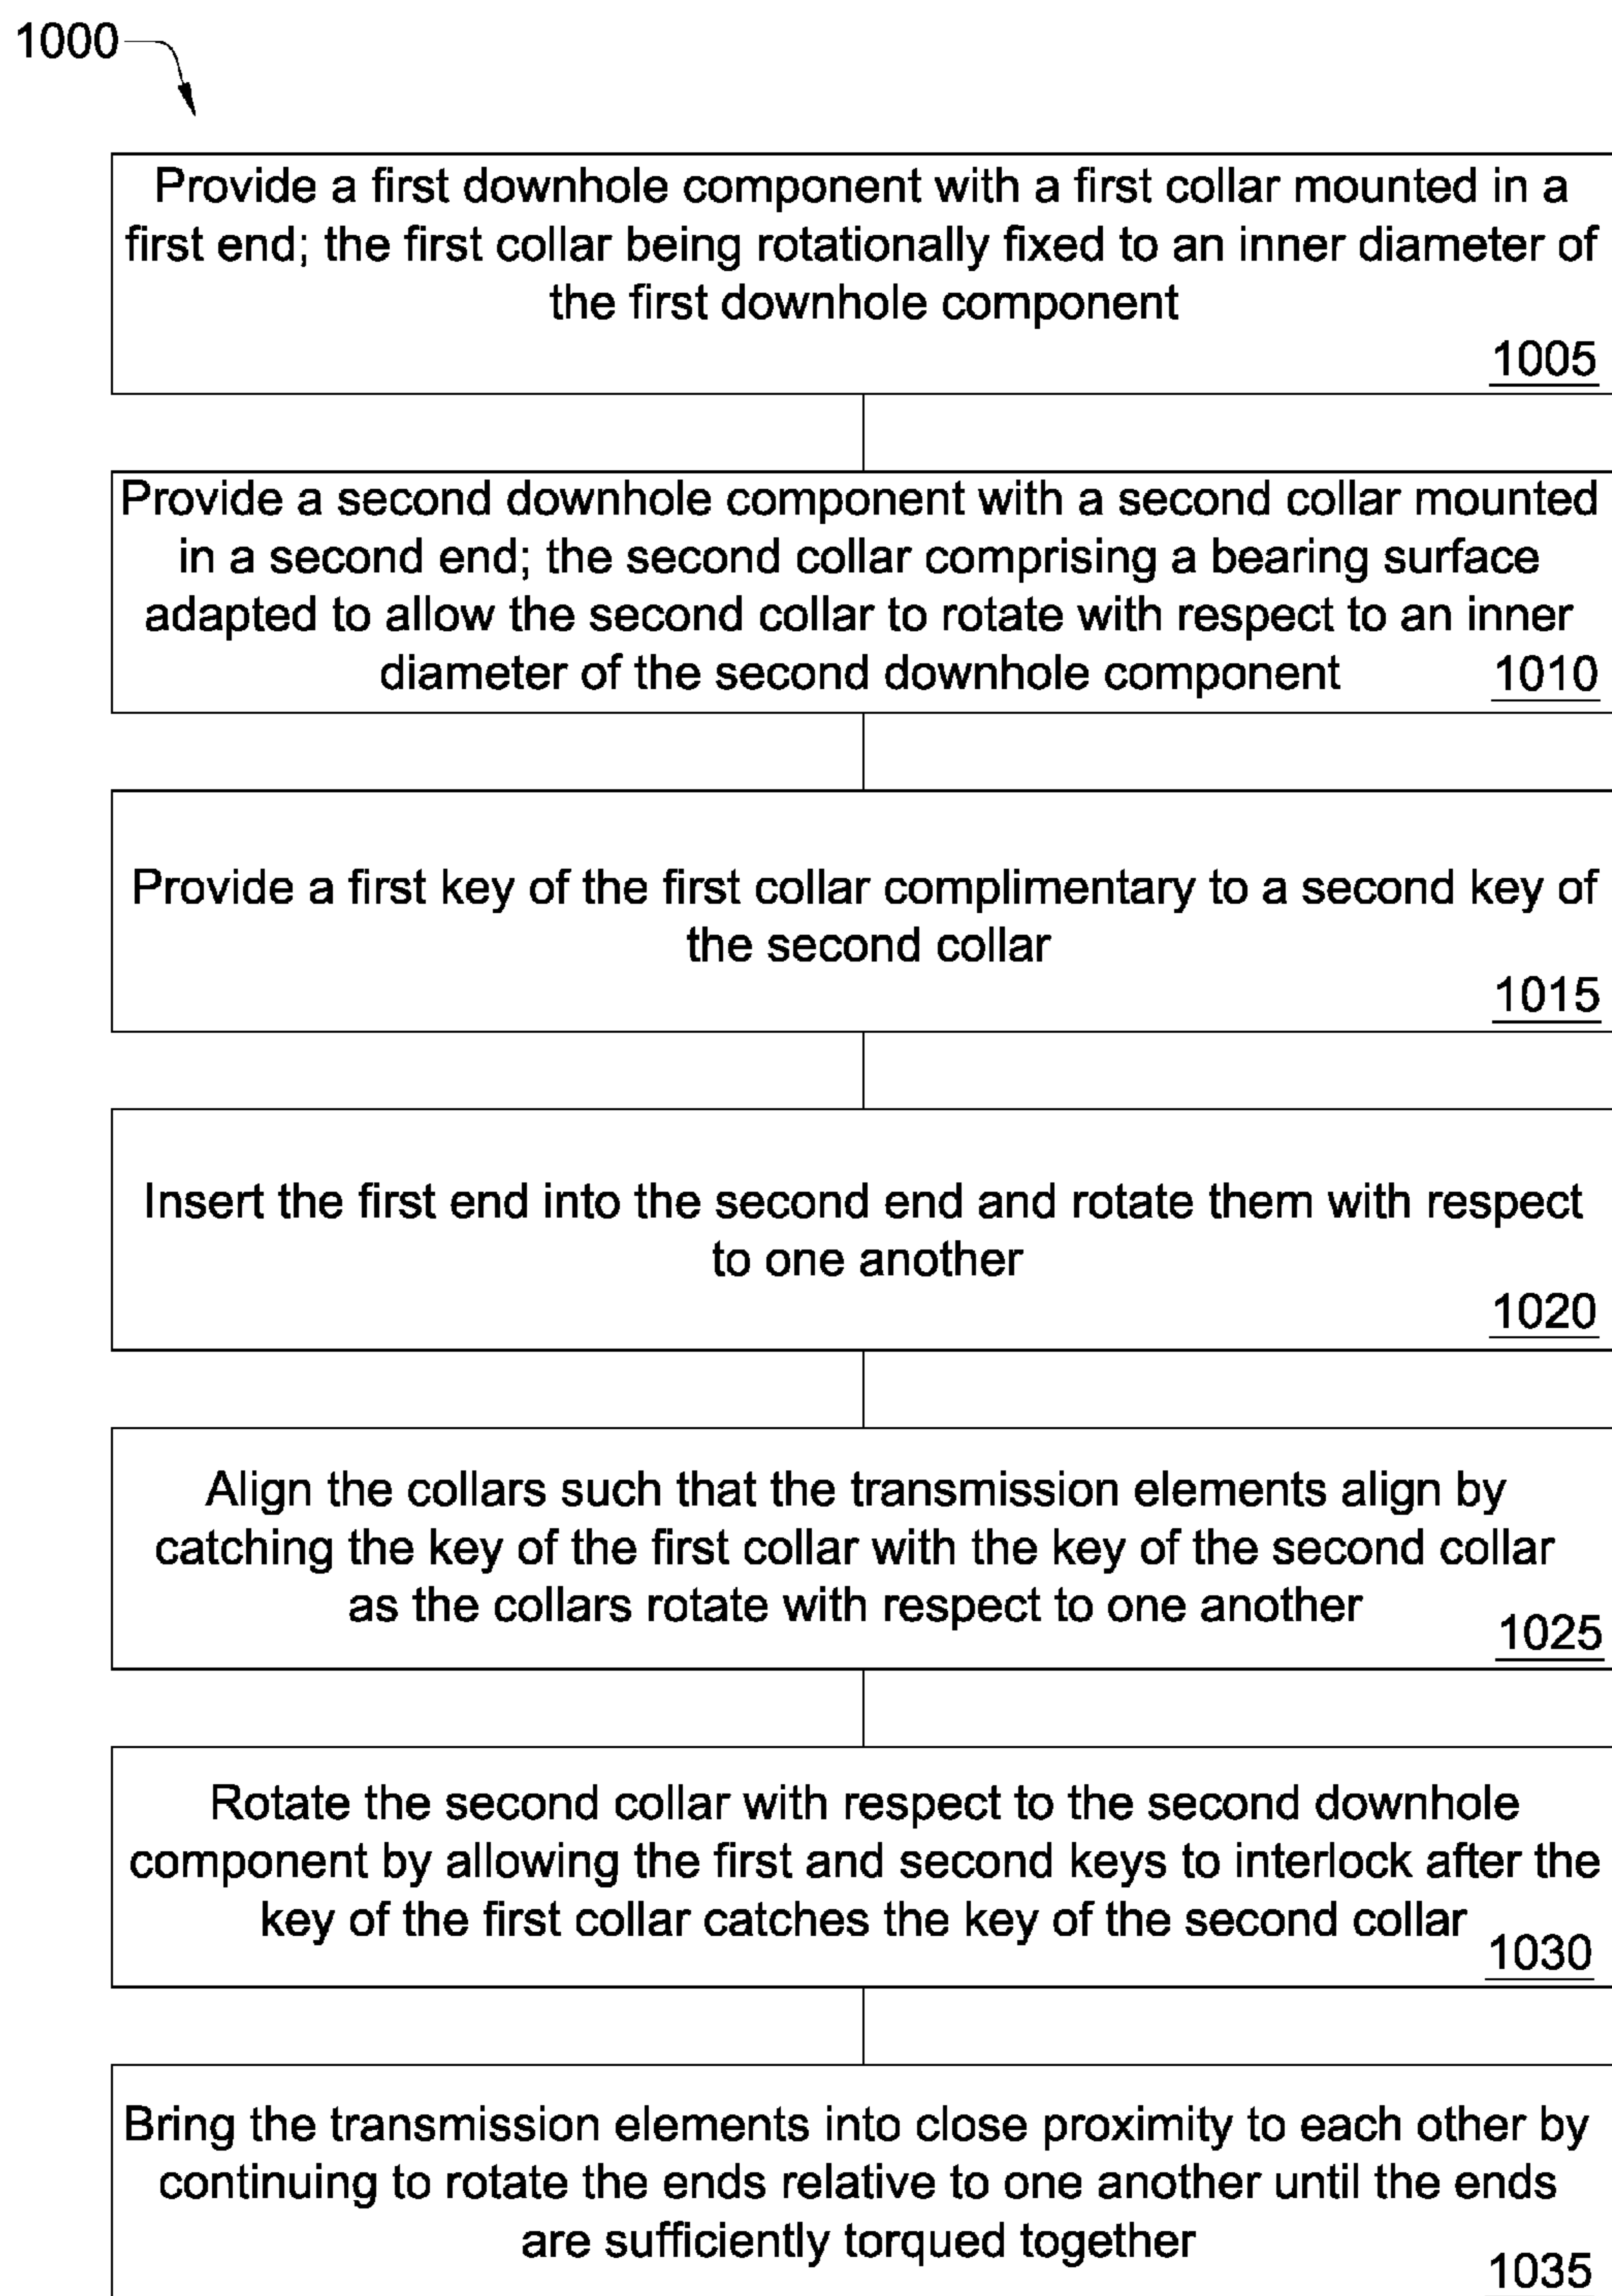 1000
Provide a first downhole component with a first collar mounted in a
first end; the first collar being rotationally fixed to an inner diameter of
the first downhole component
1005
Provide a second downhole component with a second collar mounted
in a second end; the second collar comprising a bearing surface
adapted to allow the second collar to rotate with respect to an inner
diameter of the second downhole component
1010
Provide a first key of the first collar complimentary to a second key of
the second collar
1015
Insert the first end into the second end and rotate them with respect
to one another
1020
Align the collars such that the transmission elements align by
catching the key of the first collar with the key of the second collar
as the collars rotate with respect to one another
1025
Rotate the second collar with respect to the second downhole
component by allowing the first and second keys to interlock after the
key of the first collar catches the key of the second collar
1030
Bring the transmission elements into close proximity to each other by
continuing to rotate the ends relative to one another until the ends
are sufficiently torqued together
1035